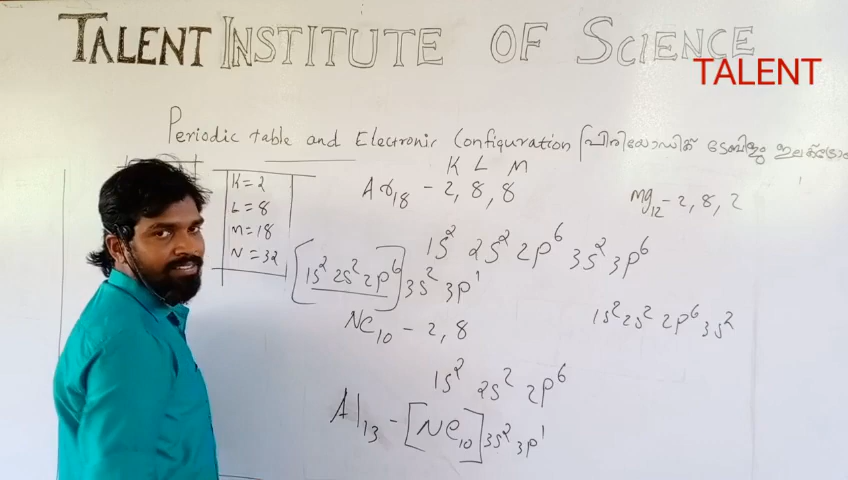 TALENT INSTITUTE OF SCIENCE
TALENT
Periodic table and Electronic Configuration (പിരിയോഡിക് ടേബിളും ഇലക്ട്രോ
K L M
K = 2
L = 8
M = 18
N = 32
Ar₁₈ - 2, 8, 8
Mg₁₂ - 2, 8, 2
1s² 2s² 2p⁶ 3s² 3p⁶
[1s² 2s² 2p⁶] 3s² 3p¹
Ne₁₀ - 2, 8
1s² 2s² 2p⁶ 3s²
1s² 2s² 2p⁶
Al₁₃ - [Ne₁₀] 3s² 3p¹